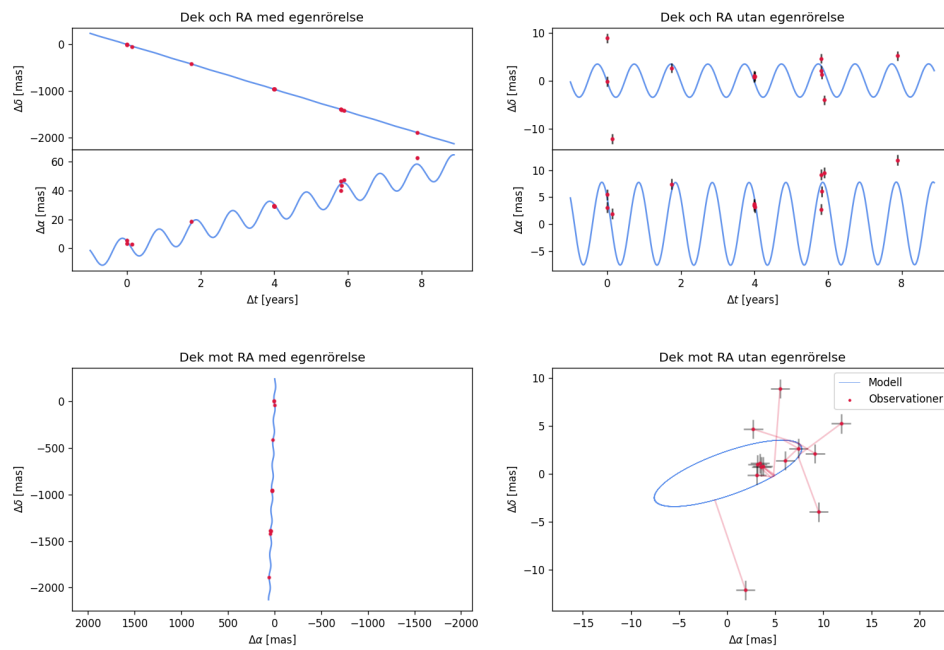 Dek och RA med egenrörelse
Δδ [mas]
0
−1000
−2000
Δα [mas]
60
40
20
0
0 2 4 6 8
Δt [years]
Dek och RA utan egenrörelse
Δδ [mas]
10
0
−10
Δα [mas]
10
5
0
−5
0 2 4 6 8
Δt [years]
Dek mot RA med egenrörelse
Δδ [mas]
0
−500
−1000
−1500
−2000
2000 1500 1000 500 0 −500 −1000 −1500 −2000
Δα [mas]
Dek mot RA utan egenrörelse
Modell
Observationer
Δδ [mas]
10
5
0
−5
−10
−15 −10 −5 0 5 10 15 20
Δα [mas]